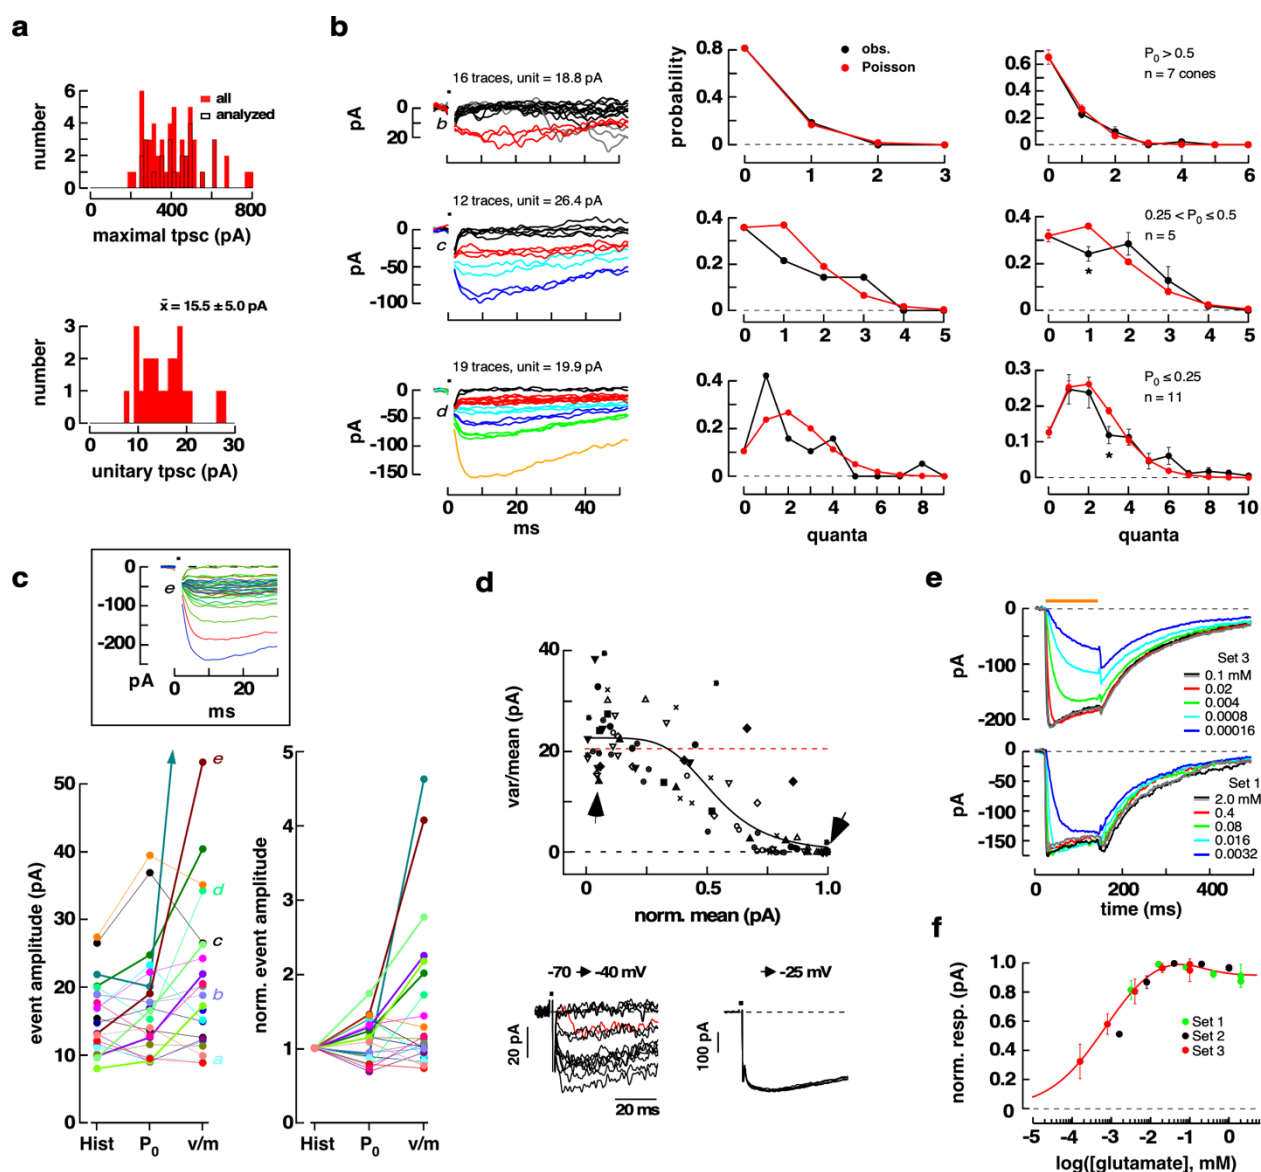 a
number
6
4
2
0
all
analyzed
0 400 800
maximal tpsc (pA)
x̄ = 15.5 ± 5.0 pA
number
3
2
1
0
0 10 20 30
unitary tpsc (pA)
b
16 traces, unit = 18.8 pA
pA
0
20
b
12 traces, unit = 26.4 pA
pA
0
-50
-100
c
19 traces, unit = 19.9 pA
pA
0
-50
-100
-150
d
0 20 40
ms
probability
0.8
0.4
0
obs.
Poisson
0 1 2 3
0.4
0.2
0
0 1 2 3 4 5
0.4
0.2
0
0 2 4 6 8
quanta
0.6
0.4
0.2
0
P0 > 0.5
n = 7 cones
0 1 2 3 4 5 6
0.4
0.2
0
0.25 < P0 ≤ 0.5
n = 5
*
0 1 2 3 4 5
0.3
0.2
0.1
0
P0 ≤ 0.25
n = 11
*
0 2 4 6 8 10
quanta
c
0
-100
-200
pA
e
0 10 20
ms
event amplitude (pA)
50
40
30
20
10
0
e
d
c
b
a
Hist P0 v/m
norm. event amplitude
5
4
3
2
1
0
Hist P0 v/m
d
var/mean (pA)
40
20
0
0 0.5 1.0
norm. mean (pA)
-70 -40 mV
20 pA
20 ms
-25 mV
100 pA
e
pA
0
-100
-200
Set 3
0.1 mM
0.02
0.004
0.0008
0.00016
pA
0
-50
-100
-150
Set 1
2.0 mM
0.4
0.08
0.016
0.0032
0 200 400
time (ms)
f
norm. resp. (pA)
1.0
0.8
0.6
0.4
0.2
0
Set 1
Set 2
Set 3
-5 -4 -3 -2 -1 0
log([glutamate], mM)